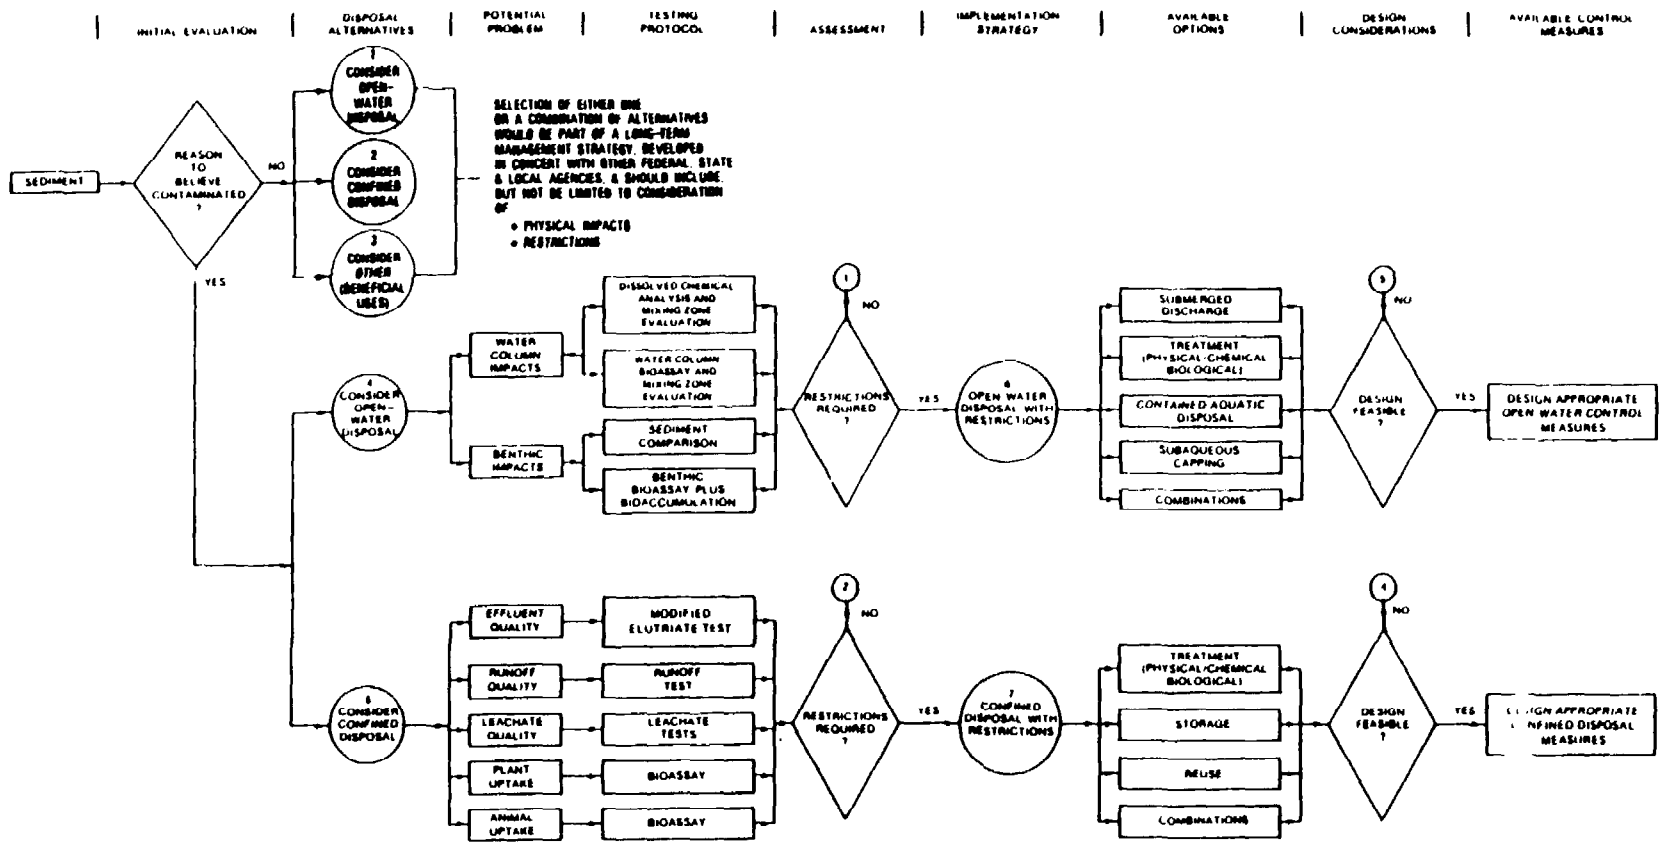 INITIAL EVALUATION
DISPOSAL
ALTERNATIVES
POTENTIAL
PROBLEM
TESTING
PROTOCOL
ASSESSMENT
IMPLEMENTATION
STRATEGY
AVAILABLE
OPTIONS
DESIGN
CONSIDERATIONS
AVAILABLE CONTROL
MEASURES
SEDIMENT
REASON
TO
BELIEVE
CONTAMINATED
?
NO
YES
1
CONSIDER
OPEN-
WATER
DISPOSAL
2
CONSIDER
CONFINED
DISPOSAL
3
CONSIDER
OTHER
(BENEFICIAL
USES)
SELECTION OF EITHER ONE
OR A COMBINATION OF ALTERNATIVES
WOULD BE PART OF A LONG-TERM
MANAGEMENT STRATEGY, DEVELOPED
IN CONCERT WITH OTHER FEDERAL, STATE
& LOCAL AGENCIES, & SHOULD INCLUDE,
BUT NOT BE LIMITED TO CONSIDERATION
OF
• PHYSICAL IMPACTS
• RESTRICTIONS
4
CONSIDER
OPEN-
WATER
DISPOSAL
WATER
COLUMN
IMPACTS
BENTHIC
IMPACTS
DISSOLVED CHEMICAL
ANALYSIS AND
MIXING ZONE
EVALUATION
WATER COLUMN
BIOASSAY AND
MIXING ZONE
EVALUATION
SEDIMENT
COMPARISON
BENTHIC
BIOASSAY PLUS
BIOACCUMULATION
1
NO
RESTRICTIONS
REQUIRED
?
YES
6
OPEN WATER
DISPOSAL WITH
RESTRICTIONS
SUBMERGED
DISCHARGE
TREATMENT
(PHYSICAL/CHEMICAL
BIOLOGICAL)
CONTAINED AQUATIC
DISPOSAL
SUBAQUEOUS
CAPPING
COMBINATIONS
5
NO
DESIGN
FEASIBLE
?
YES
DESIGN APPROPRIATE
OPEN WATER CONTROL
MEASURES
5
CONSIDER
CONFINED
DISPOSAL
EFFLUENT
QUALITY
RUNOFF
QUALITY
LEACHATE
QUALITY
PLANT
UPTAKE
ANIMAL
UPTAKE
MODIFIED
ELUTRIATE TEST
RUNOFF
TEST
LEACHATE
TESTS
BIOASSAY
BIOASSAY
2
NO
RESTRICTIONS
REQUIRED
?
YES
7
CONFINED
DISPOSAL WITH
RESTRICTIONS
TREATMENT
(PHYSICAL/CHEMICAL
BIOLOGICAL)
STORAGE
REUSE
COMBINATIONS
4
NO
DESIGN
FEASIBLE
?
YES
DESIGN APPROPRIATE
CONFINED DISPOSAL
MEASURES